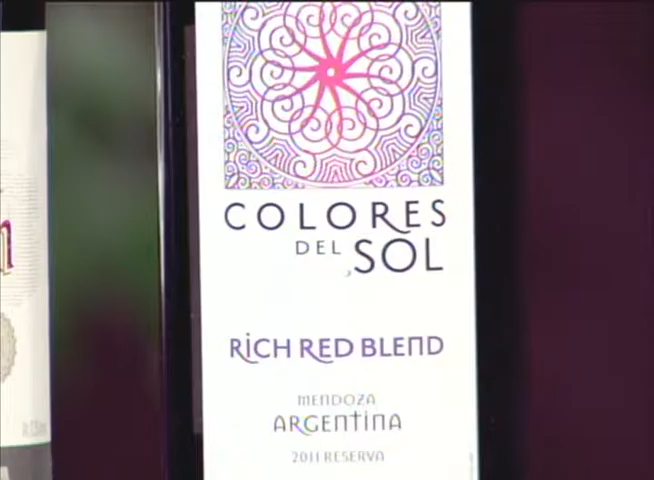 COLORES
DEL SOL
RICH RED BLEND
MENDOZA
ARGENTINA
2011 RESERVA